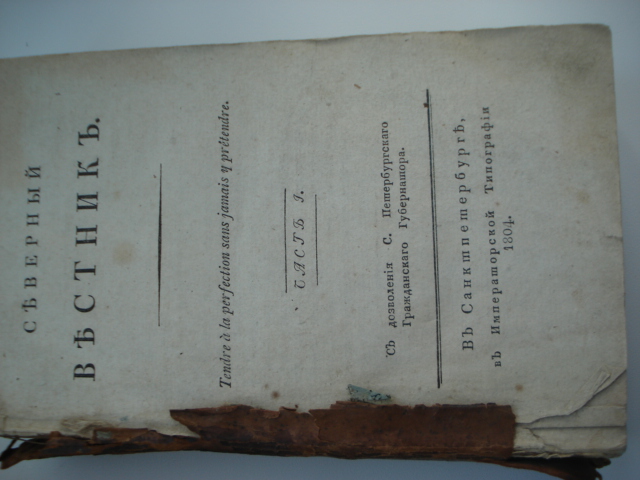 СѢВЕРНЫЙ
ВѢСТНИКЪ.
Tendre à la perfection sans jamais y prétendre.
ЧАСТЬ I.
Съ дозволенія С. Петербургскаго
Гражданскаго Губернатора.
ВЪ Санктпетербургѣ,
въ Императорской Типографіи
1804.